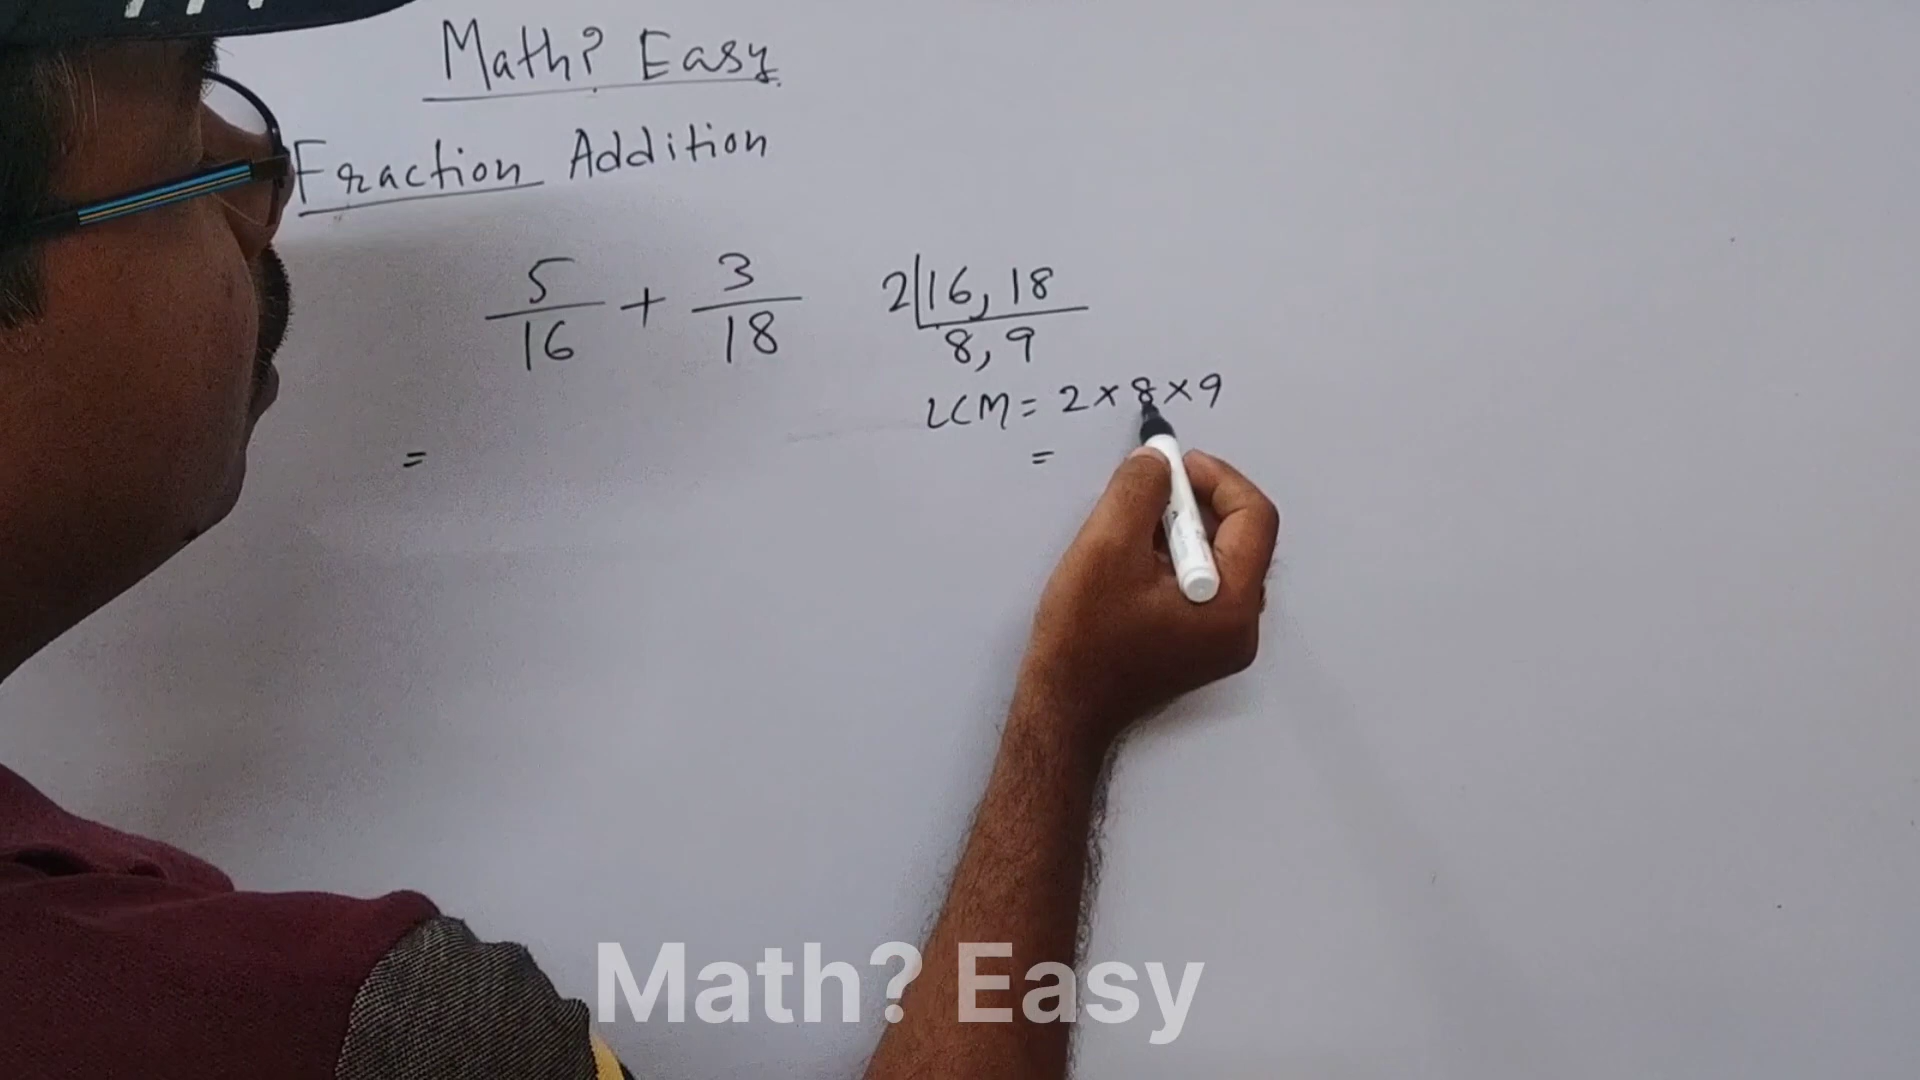 Math? Easy
Fraction Addition
5/16 + 3/18
2 | 16, 18
8, 9
LCM = 2 × 8 × 9
= =
Math? Easy